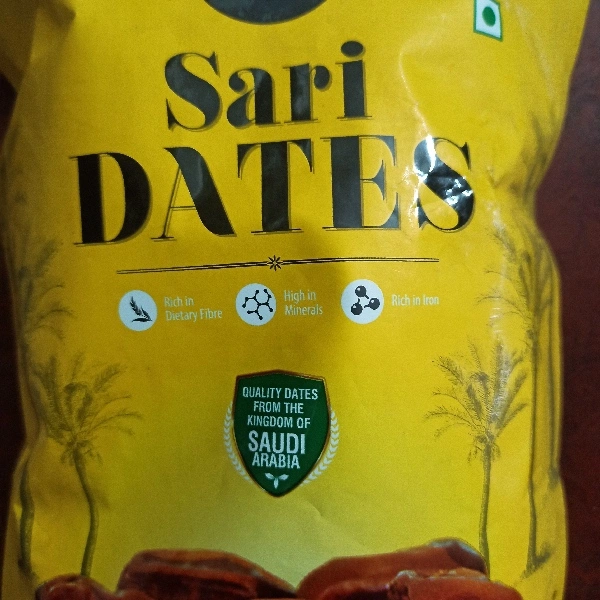 Sari
DATES
Rich in
Dietary Fibre
High in
Minerals
Rich in Iron
QUALITY DATES
FROM THE
KINGDOM OF
SAUDI
ARABIA